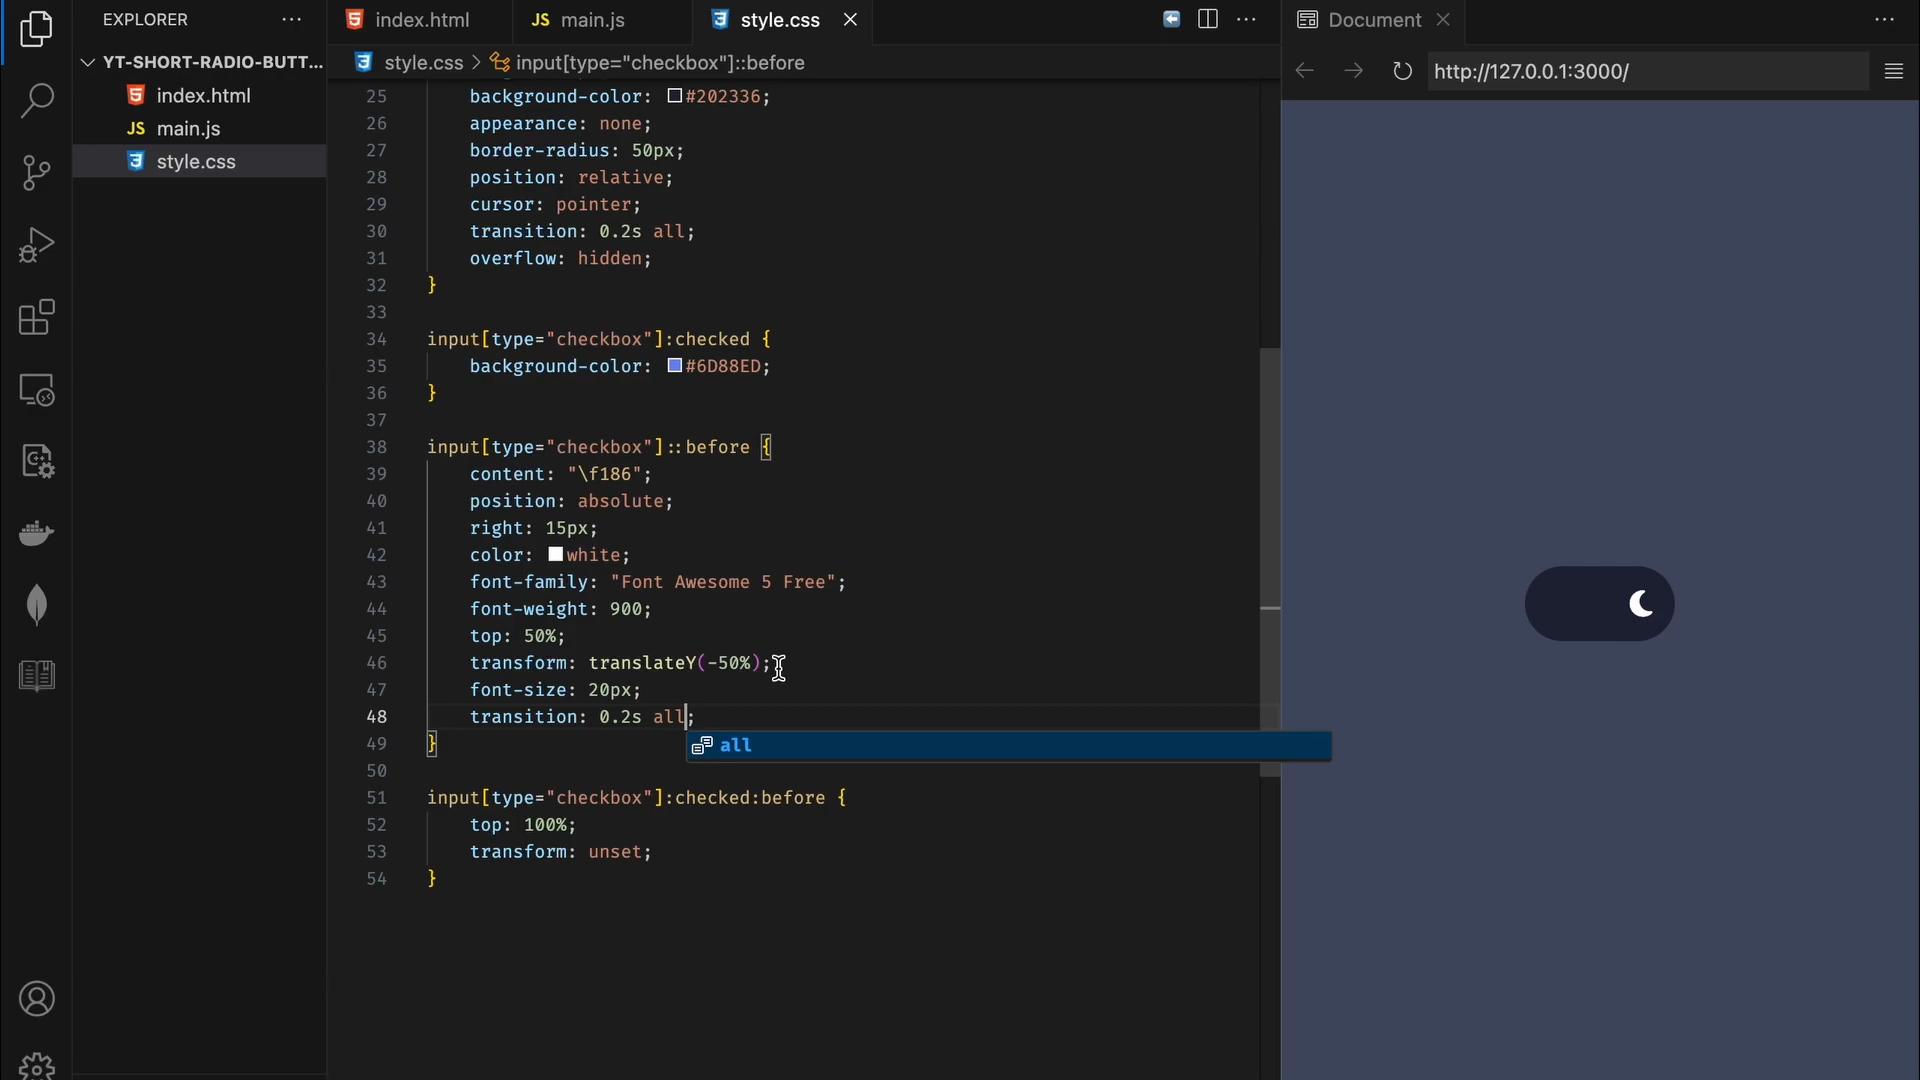 EXPLORER
index.html
JS main.js
style.css
Document
YT-SHORT-RADIO-BUTT...
index.html
JS main.js
style.css
style.css > input[type="checkbox"]::before
http://127.0.0.1:3000/
25 background-color: #202336;
26 appearance: none;
27 border-radius: 50px;
28 position: relative;
29 cursor: pointer;
30 transition: 0.2s all;
31 overflow: hidden;
32 }
33
34 input[type="checkbox"]:checked {
35 background-color: #6D88ED;
36 }
37
38 input[type="checkbox"]::before {
39 content: "\f186";
40 position: absolute;
41 right: 15px;
42 color: white;
43 font-family: "Font Awesome 5 Free";
44 font-weight: 900;
45 top: 50%;
46 transform: translateY(-50%);
47 font-size: 20px;
48 transition: 0.2s all;
all
49 }
50
51 input[type="checkbox"]:checked:before {
52 top: 100%;
53 transform: unset;
54 }